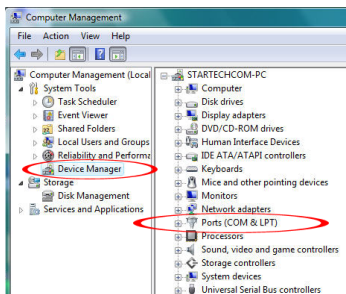 Computer Management
File Action View Help
Computer Management (Local
System Tools
Task Scheduler
Event Viewer
Shared Folders
Local Users and Groups
Reliability and Performa
Device Manager
Storage
Disk Management
Services and Applications
STARTECHCOM-PC
Computer
Disk drives
Display adapters
DVD/CD-ROM drives
Human Interface Devices
IDE ATA/ATAPI controllers
Keyboards
Mice and other pointing devices
Monitors
Network adapters
Ports (COM & LPT)
Processors
Sound, video and game controllers
Storage controllers
System devices
Universal Serial Bus controllers